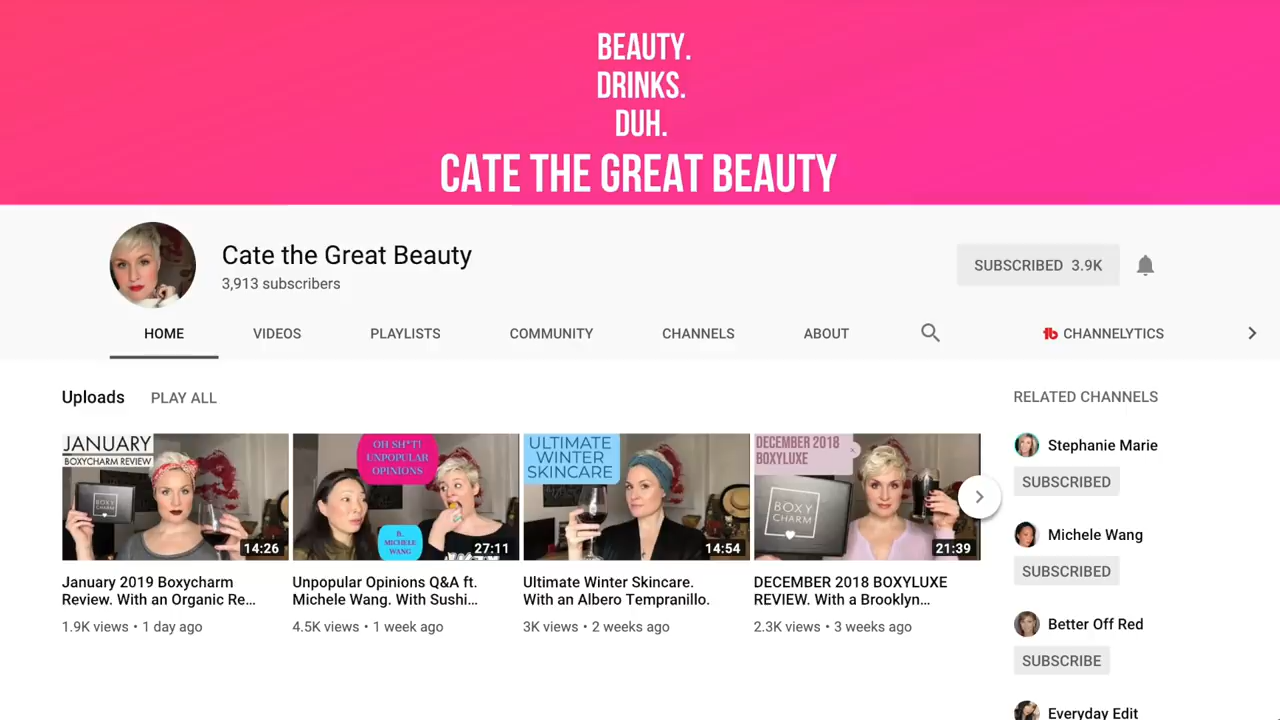 BEAUTY.
DRINKS.
DUH.
CATE THE GREAT BEAUTY
Cate the Great Beauty
3,913 subscribers
SUBSCRIBED 3.9K
HOME
VIDEOS
PLAYLISTS
COMMUNITY
CHANNELS
ABOUT
CHANNELYTICS
Uploads
PLAY ALL
JANUARY
BOXYCHARM REVIEW
BOXY
CHARM
14:26
January 2019 Boxycharm
Review. With an Organic Re...
1.9K views • 1 day ago
OH SH*T!
UNPOPULAR
OPINIONS
ft.
MICHELE
WANG
27:11
Unpopular Opinions Q&A ft.
Michele Wang. With Sushi...
4.5K views • 1 week ago
ULTIMATE
WINTER
SKINCARE
14:54
Ultimate Winter Skincare.
With an Albero Tempranillo.
3K views • 2 weeks ago
DECEMBER 2018
BOXYLUXE
BOXY
CHARM
21:39
DECEMBER 2018 BOXYLUXE
REVIEW. With a Brooklyn...
2.3K views • 3 weeks ago
RELATED CHANNELS
Stephanie Marie
SUBSCRIBED
Michele Wang
SUBSCRIBED
Better Off Red
SUBSCRIBE
Everyday Edit